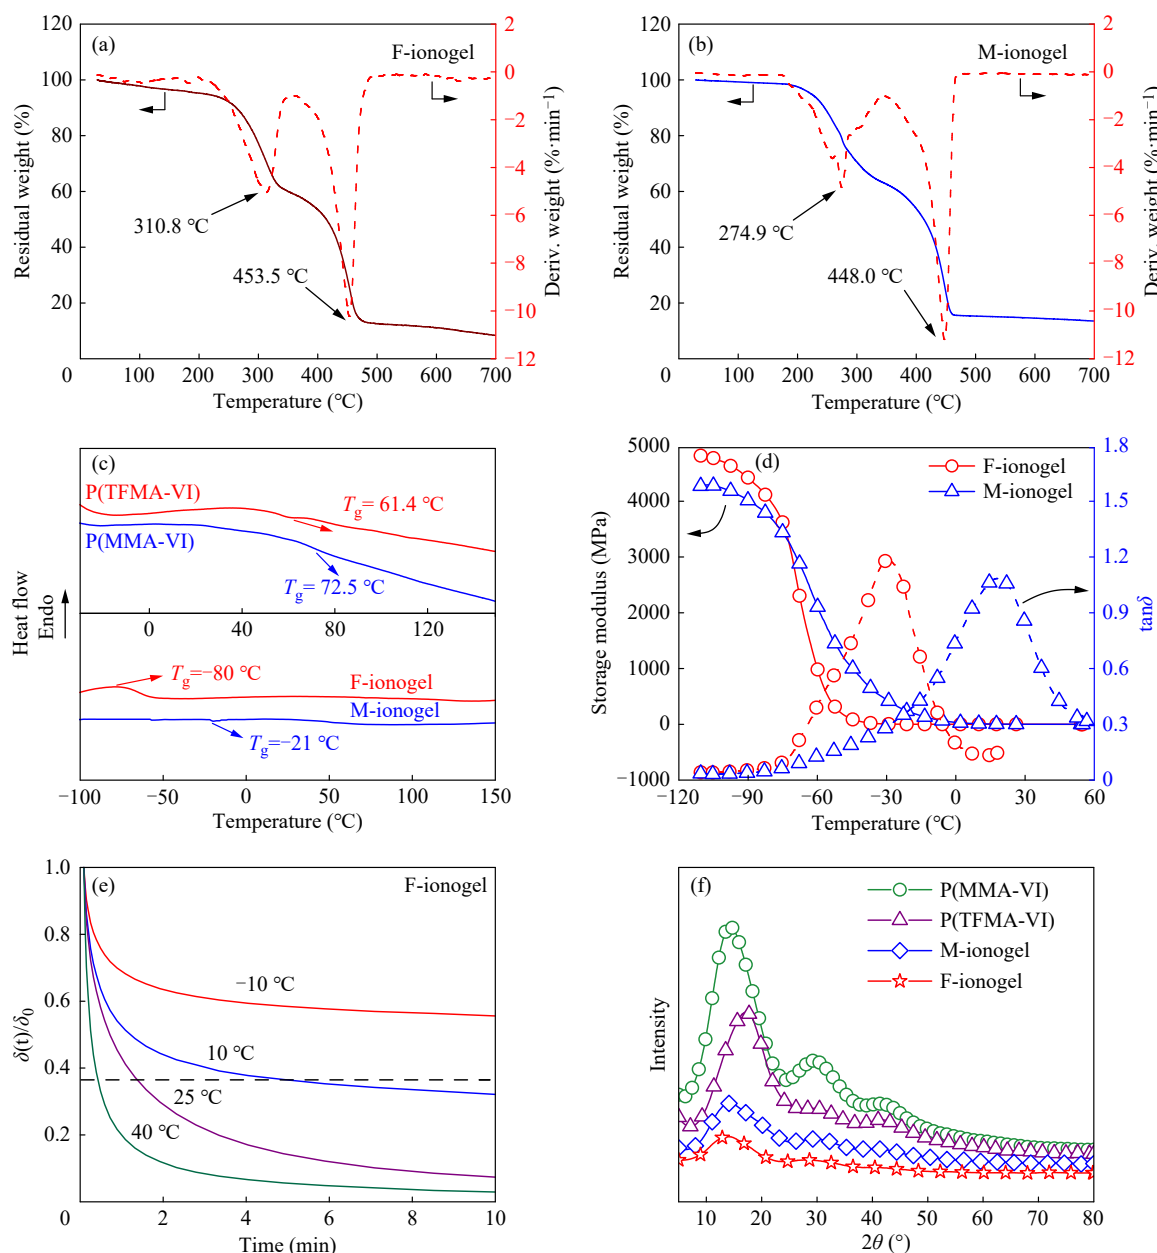 (a)
F-ionogel
120
100
80
60
40
20
0
Residual weight (%)
2
0
−2
−4
−6
−8
−10
−12
Deriv. weight (%·min−1)
310.8 ℃
453.5 ℃
100 200 300 400 500 600 700
Temperature (℃)
(b)
M-ionogel
120
100
80
60
40
20
0
Residual weight (%)
2
0
−2
−4
−6
−8
−10
−12
Deriv. weight (%·min−1)
274.9 ℃
448.0 ℃
100 200 300 400 500 600 700
Temperature (℃)
(c)
P(TFMA-VI)
Tg= 61.4 ℃
P(MMA-VI)
Tg= 72.5 ℃
0 40 80 120
Heat flow
Endo
Tg=−80 ℃
F-ionogel
M-ionogel
Tg=−21 ℃
−100 −50 0 50 100 150
Temperature (℃)
(d)
F-ionogel
M-ionogel
5000
4000
3000
2000
1000
0
−1000
Storage modulus (MPa)
1.8
1.5
1.2
0.9
0.6
0.3
0
tanδ
−120 −90 −60 −30 0 30 60
Temperature (℃)
(e)
F-ionogel
1.0
0.8
0.6
0.4
0.2
0
δ(t)/δ0
−10 ℃
10 ℃
25 ℃
40 ℃
2 4 6 8 10
Time (min)
(f)
P(MMA-VI)
P(TFMA-VI)
M-ionogel
F-ionogel
Intensity
10 20 30 40 50 60 70 80
2θ (°)